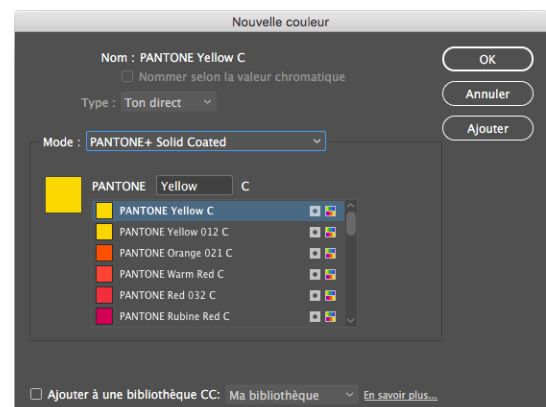 Nouvelle couleur
Nom : PANTONE Yellow C
Nommer selon la valeur chromatique
Type : Ton direct
Mode : PANTONE+ Solid Coated
PANTONE Yellow C
PANTONE Yellow C
PANTONE Yellow 012 C
PANTONE Orange 021 C
PANTONE Warm Red C
PANTONE Red 032 C
PANTONE Rubine Red C
OK
Annuler
Ajouter
Ajouter à une bibliothèque CC: Ma bibliothèque En savoir plus...